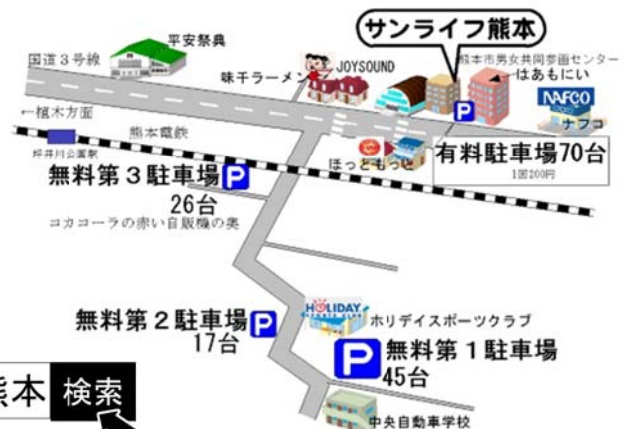 サンライフ熊本
平安祭典
国道3号線
JOYSOUND
味千ラーメン
熊本市男女共同参画センター
はあもにい
NAFCO
ナフコ
←植木方面
熊本電鉄
坪井川公園駅
ほっともっと
P
有料駐車場70台
1回200円
無料第3駐車場 P
26台
コカコーラの赤い自販機の奥
無料第2駐車場 P
17台
HOLIDAY
SPORTS CLUB
ホリデイスポーツクラブ
P 無料第1駐車場
45台
熊本 検索
中央自動車学校